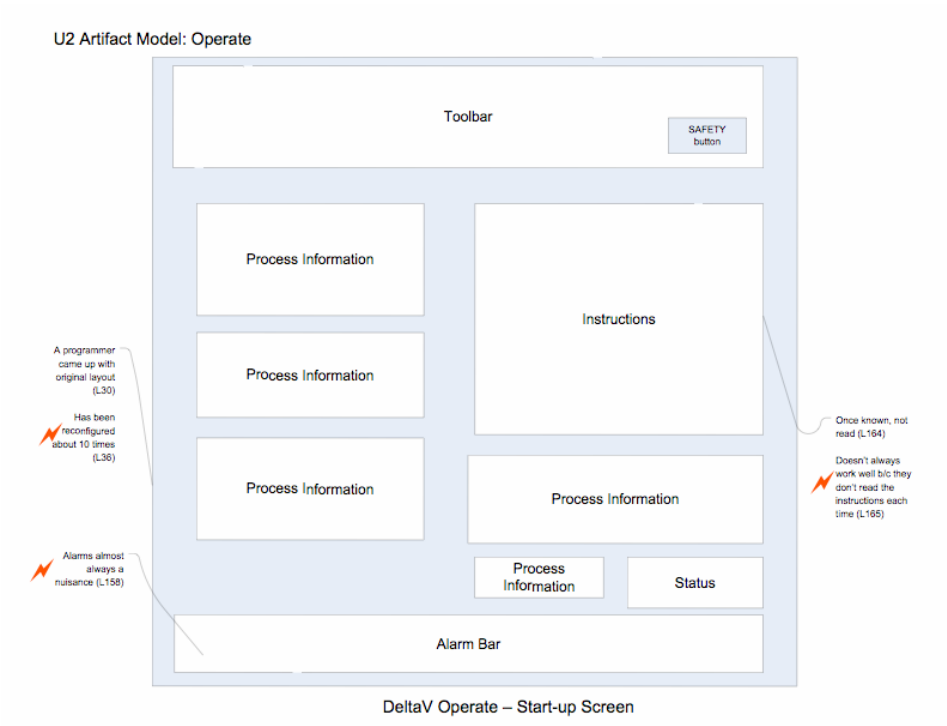 U2 Artifact Model: Operate
Toolbar
SAFETY
button
Process Information
Instructions
Process Information
Process Information
Process Information
Process
Information
Status
Alarm Bar
A programmer
came up with
original layout
(L30)
Has been
reconfigured
about 10 times
(L36)
Alarms almost
always a
nuisance (L158)
Once known, not
read (L164)
Doesn't always
work well b/c they
don't read the
instructions each
time (L165)
DeltaV Operate – Start-up Screen